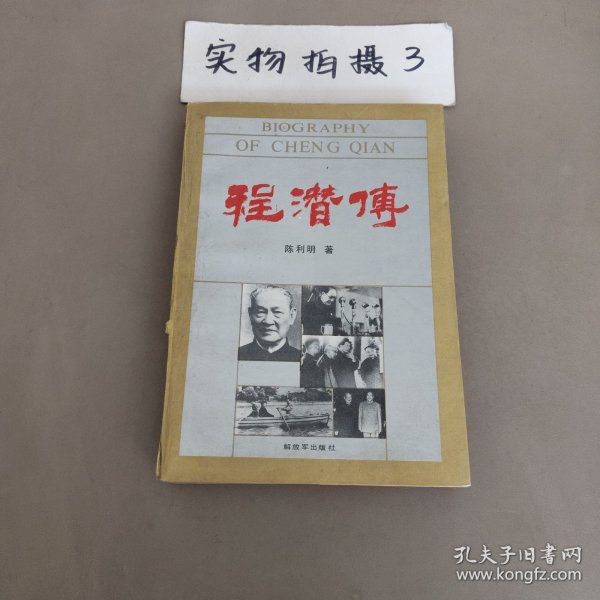 实物拍摄3
BIOGRAPHY
OF CHENG QIAN
程潜傅
陈利明 著
解放军出版社
孔夫子旧书网
www.kongfz.com